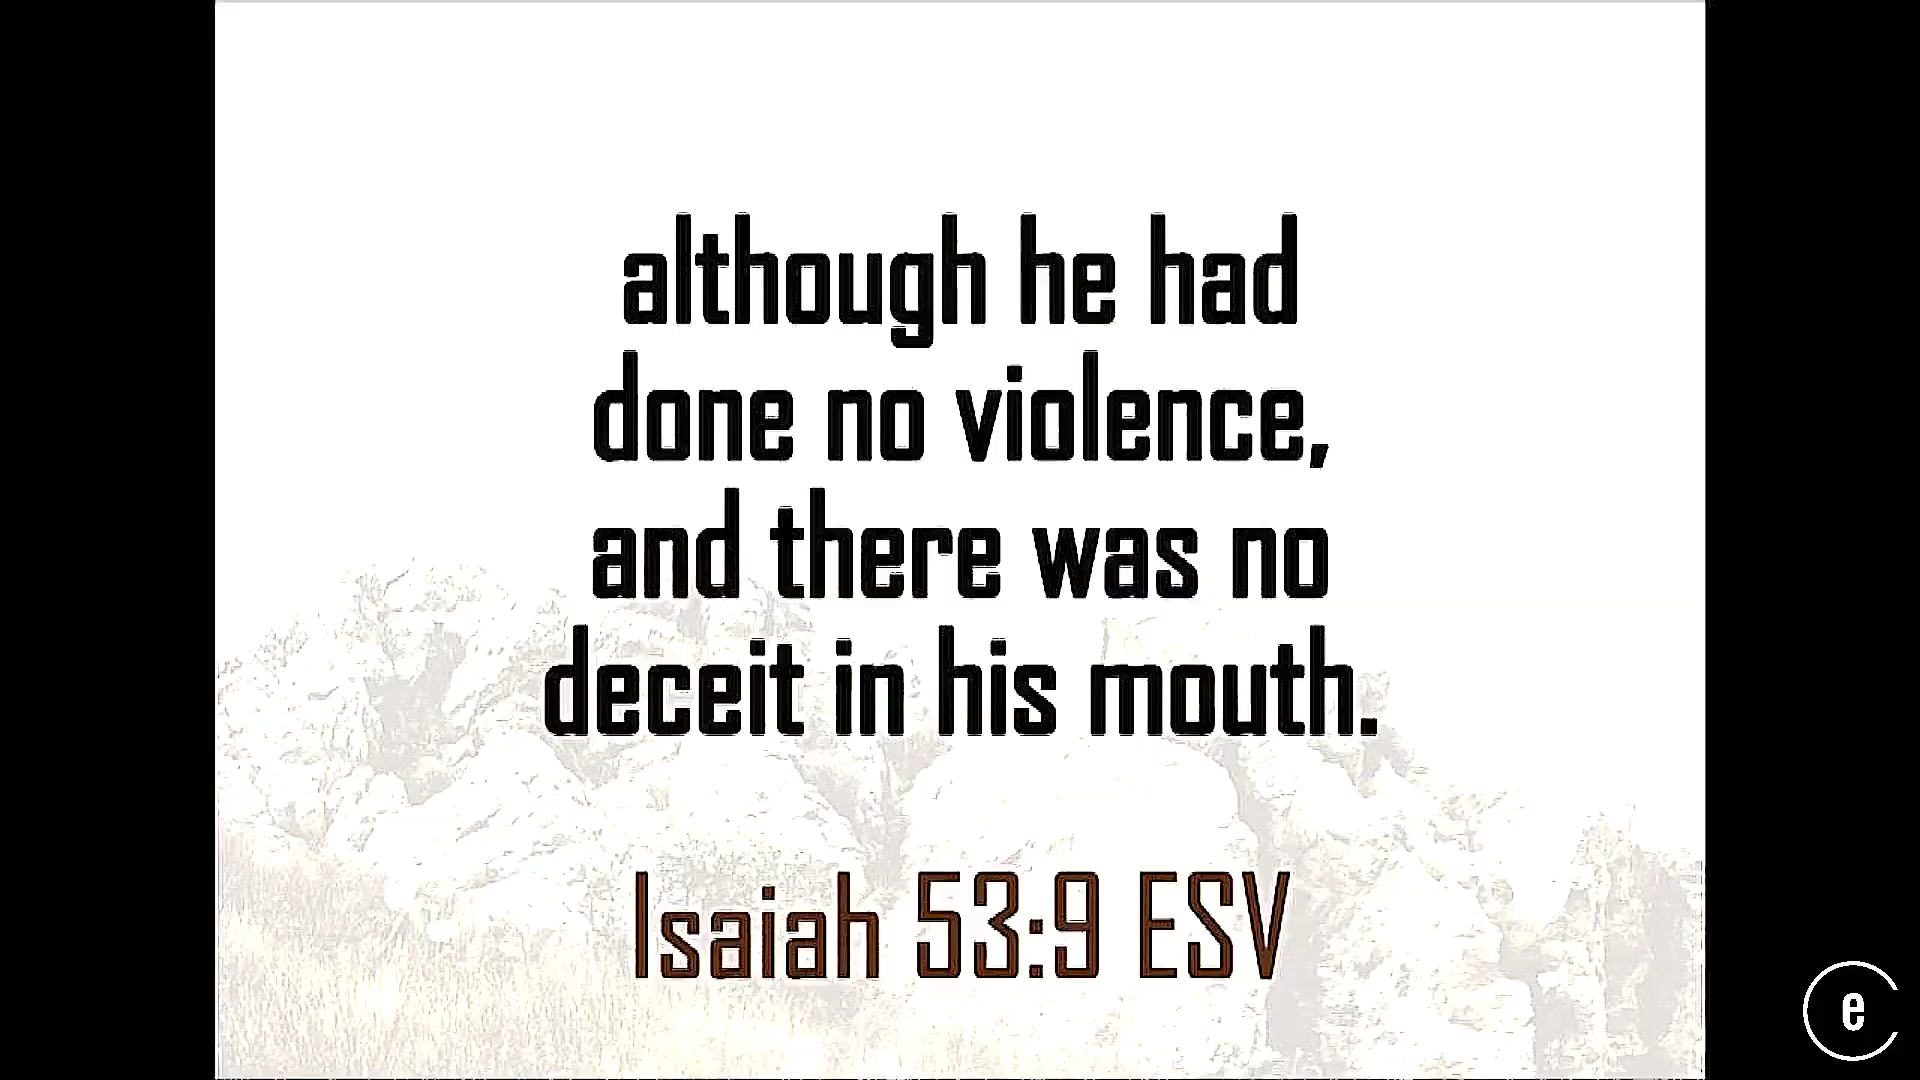 although he had
done no violence,
and there was no
deceit in his mouth.
Isaiah 53:9 ESV
e